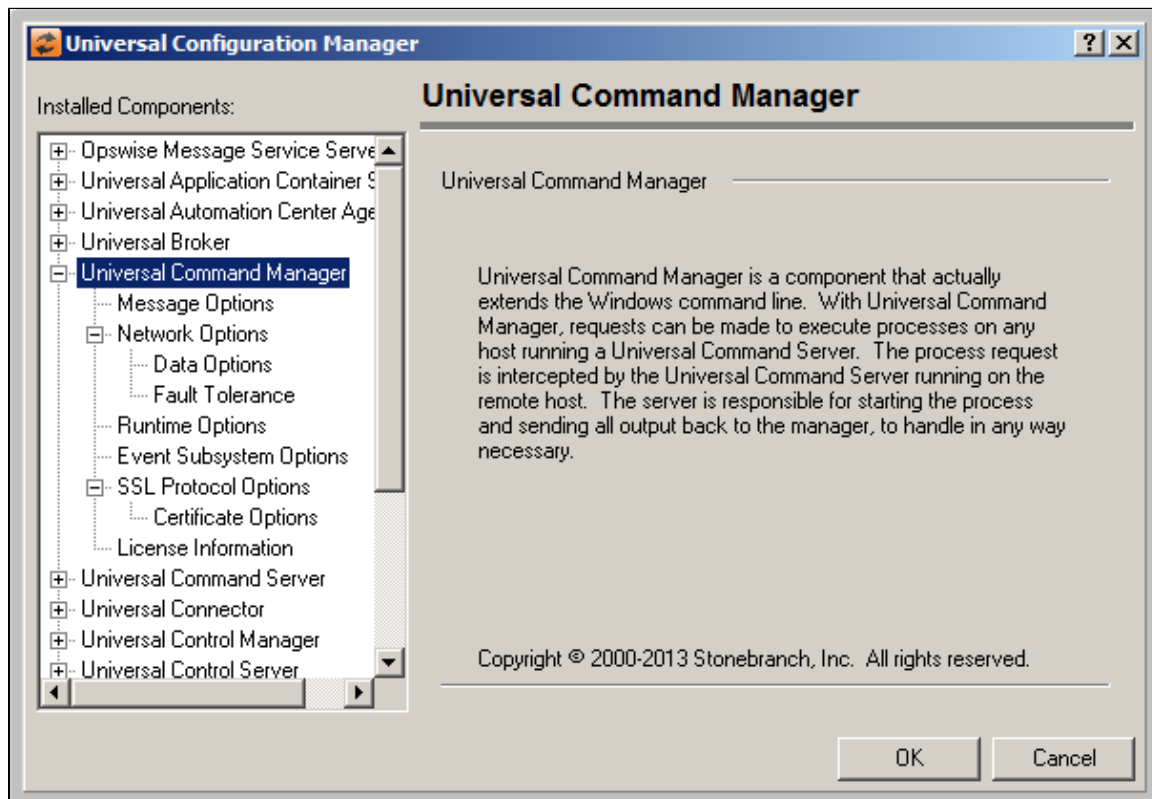 Universal Configuration Manager
Installed Components:
Opswise Message Service Serve
Universal Application Container S
Universal Automation Center Age
Universal Broker
Universal Command Manager
Message Options
Network Options
Data Options
Fault Tolerance
Runtime Options
Event Subsystem Options
SSL Protocol Options
Certificate Options
License Information
Universal Command Server
Universal Connector
Universal Control Manager
Universal Control Server
Universal Command Manager
Universal Command Manager
Universal Command Manager is a component that actually
extends the Windows command line.  With Universal Command
Manager, requests can be made to execute processes on any
host running a Universal Command Server.  The process request
is intercepted by the Universal Command Server running on the
remote host.  The server is responsible for starting the process
and sending all output back to the manager, to handle in any way
necessary.
Copyright © 2000-2013 Stonebranch, Inc.  All rights reserved.
OK
Cancel